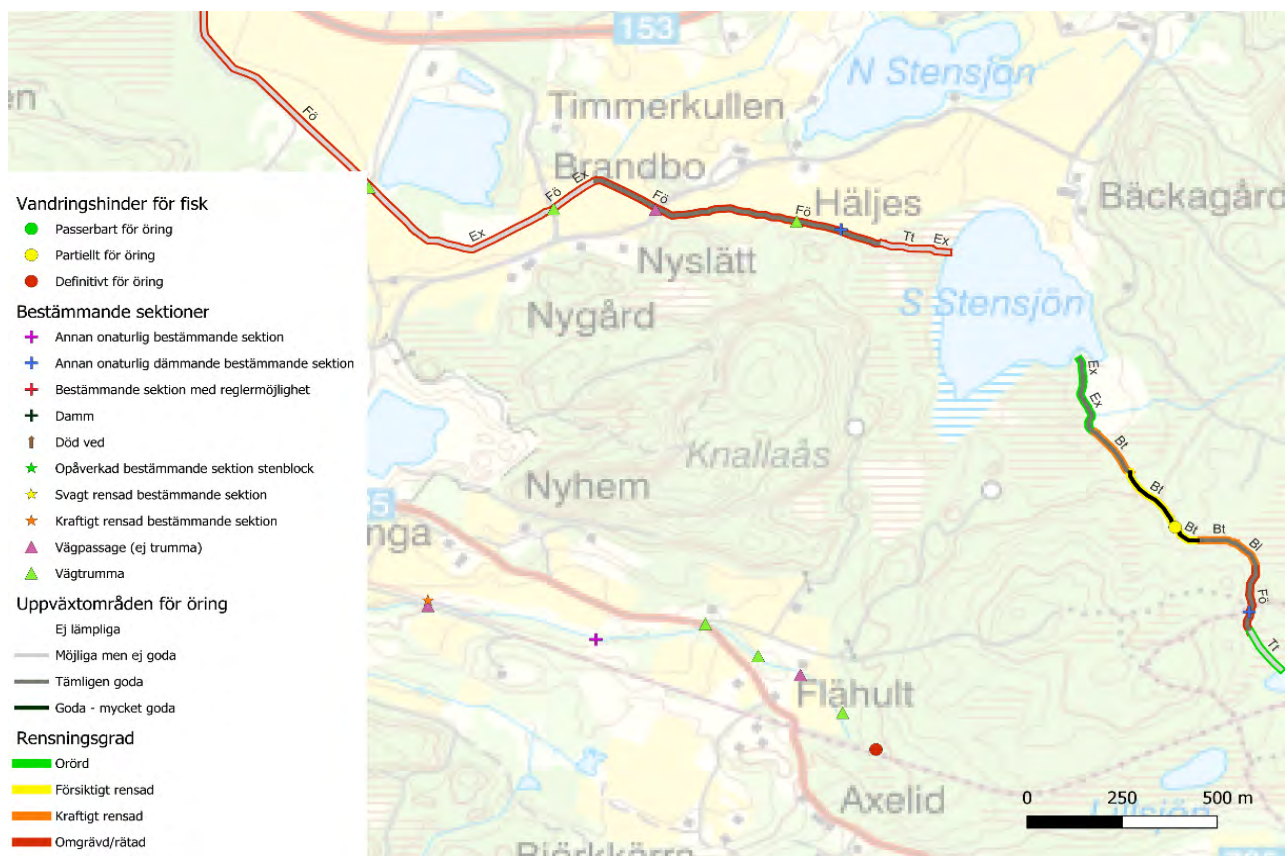 153
N Stensjön
en
Timmerkullen
Fö
Brandbo
Bäckagård
Ex
Fö
Fö
Fö
Häljes
Vandringshinder för fisk
Passerbart för öring
Partiellt för öring
Definitivt för öring
Ex
Tt
Ex
Nyslätt
S Stensjön
Nygård
Bestämmande sektioner
Annan onaturlig bestämmande sektion
Annan onaturlig dämmande bestämmande sektion
Bestämmande sektion med reglermöjlighet
Damm
Död ved
Opåverkad bestämmande sektion stenblock
Svagt rensad bestämmande sektion
Kraftigt rensad bestämmande sektion
Vägpassage (ej trumma)
Vägtrumma
Ex
Ex
Bt
Knallaås
Nyhem
Bt
nga
Bt
Bt
Bl
Fö
Tt
Uppväxtområden för öring
Ej lämpliga
Möjliga men ej goda
Tämligen goda
Goda - mycket goda
Flähult
Rensningsgrad
Orörd
Försiktigt rensad
Kraftigt rensad
Omgrävd/rätad
Axelid
Lillsjön
0 250 500 m